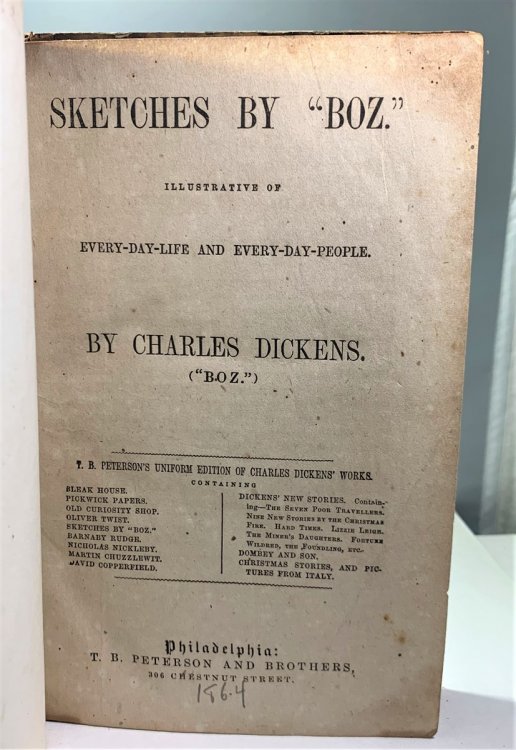 SKETCHES BY "BOZ."
ILLUSTRATIVE OF
EVERY-DAY-LIFE AND EVERY-DAY-PEOPLE.
BY CHARLES DICKENS.
("BOZ.")
T. B. PETERSON'S UNIFORM EDITION OF CHARLES DICKENS' WORKS.
CONTAINING
BLEAK HOUSE.
PICKWICK PAPERS.
OLD CURIOSITY SHOP.
OLIVER TWIST.
SKETCHES BY "BOZ."
BARNABY RUDGE.
NICHOLAS NICKLEBY.
MARTIN CHUZZLEWIT.
DAVID COPPERFIELD.
DICKENS' NEW STORIES. Contain-
ing—The Seven Poor Travellers.
Nine New Stories by the Christmas
Fire. Hard Times. Lizzie Leigh.
The Miner's Daughters. Fortune
Wildred, the Foundling, etc.
DOMBEY AND SON.
CHRISTMAS STORIES, AND PIC-
TURES FROM ITALY.
Philadelphia:
T. B. PETERSON AND BROTHERS,
306 CHESTNUT STREET.
1864